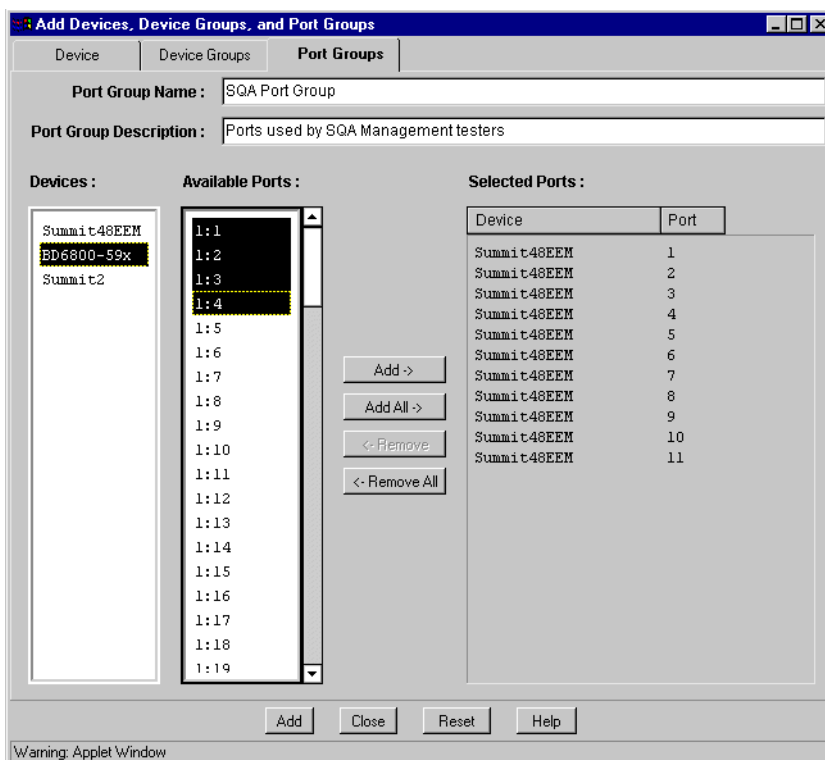 Add Devices, Device Groups, and Port Groups
Device Device Groups Port Groups
Port Group Name : SQA Port Group
Port Group Description : Ports used by SQA Management testers
Devices : Available Ports : Selected Ports :
Summit48EEM
BD6800-59x
Summit2
1:1
1:2
1:3
1:4
1:5
1:6
1:7
1:8
1:9
1:10
1:11
1:12
1:13
1:14
1:15
1:16
1:17
1:18
1:19
Add ->
Add All ->
<- Remove
<- Remove All
Device Port
Summit48EEM 1
Summit48EEM 2
Summit48EEM 3
Summit48EEM 4
Summit48EEM 5
Summit48EEM 6
Summit48EEM 7
Summit48EEM 8
Summit48EEM 9
Summit48EEM 10
Summit48EEM 11
Add Close Reset Help
Warning: Applet Window